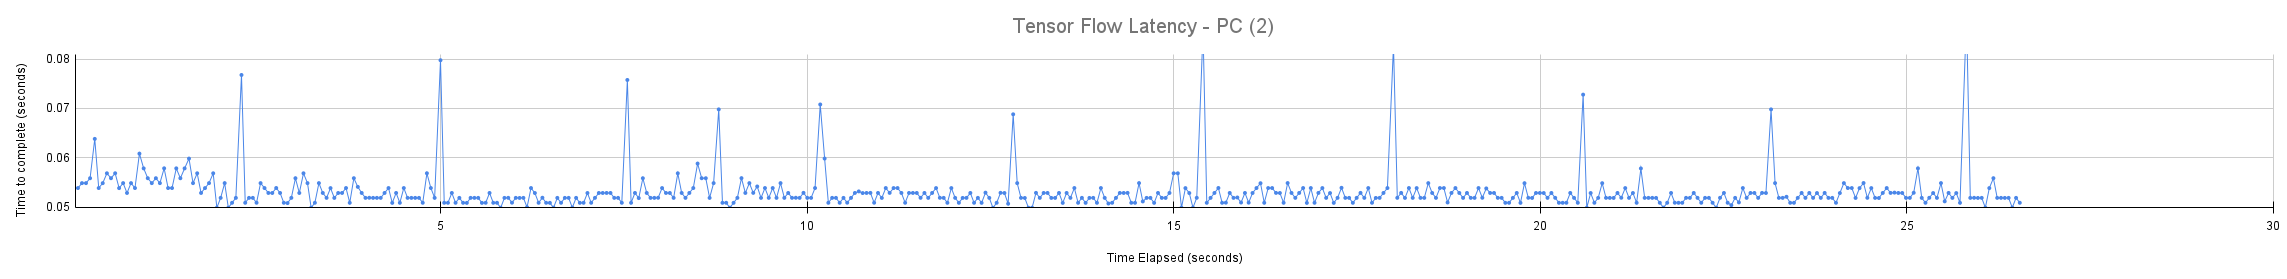 Tensor Flow Latency - PC (2)
Time to complete (seconds)
0.08
0.07
0.06
0.05
5 10 15 20 25 30
Time Elapsed (seconds)